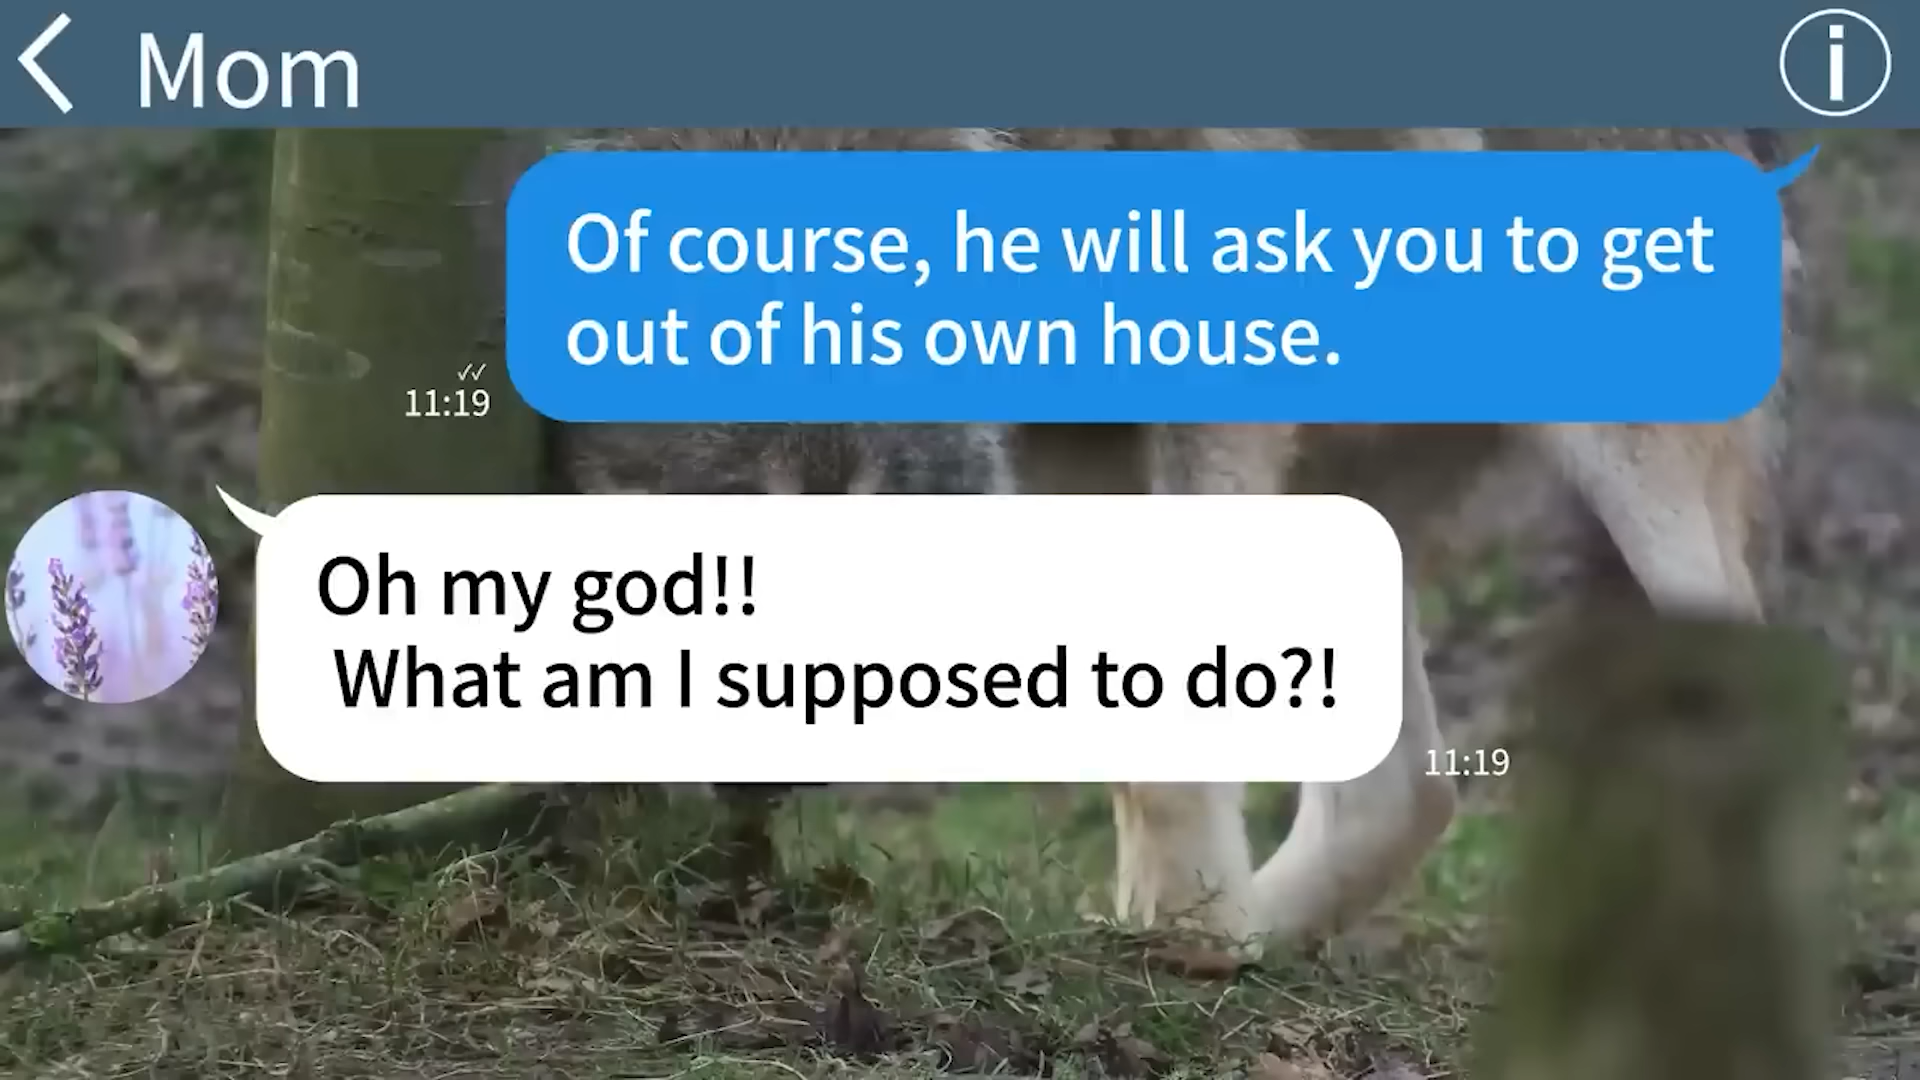 Mom
Of course, he will ask you to get
out of his own house.
✓✓
11:19
Oh my god!!
What am I supposed to do?!
11:19